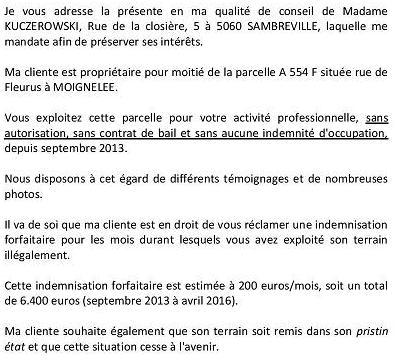 Je vous adresse la présente en ma qualité de conseil de Madame
KUCZEROWSKI, Rue de la closière, 5 à 5060 SAMBREVILLE, laquelle me
mandate afin de préserver ses intérêts.
Ma cliente est propriétaire pour moitié de la parcelle A 554 F située rue de
Fleurus à MOIGNELEE.
Vous exploitez cette parcelle pour votre activité professionnelle, sans
autorisation, sans contrat de bail et sans aucune indemnité d'occupation,
depuis septembre 2013.
Nous disposons à cet égard de différents témoignages et de nombreuses
photos.
Il va de soi que ma cliente est en droit de vous réclamer une indemnisation
forfaitaire pour les mois durant lesquels vous avez exploité son terrain
illégalement.
Cette indemnisation forfaitaire est estimée à 200 euros/mois, soit un total
de 6.400 euros (septembre 2013 à avril 2016).
Ma cliente souhaite également que son terrain soit remis dans son pristin
état et que cette situation cesse à l'avenir.